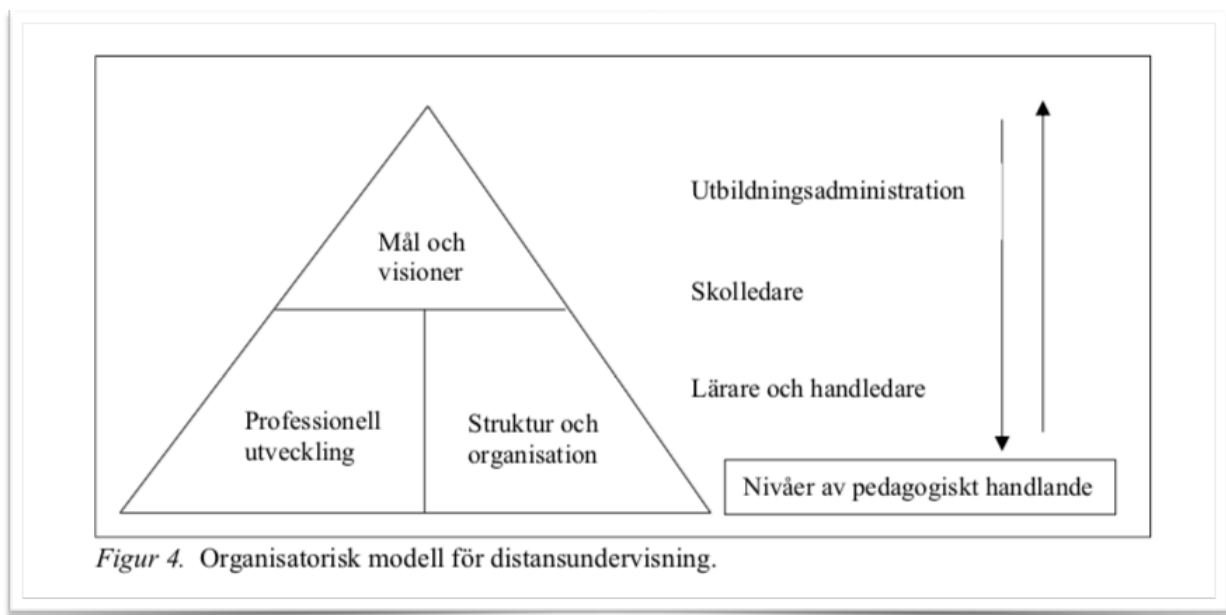 Mål och
visioner
Professionell
utveckling
Struktur och
organisation
Utbildningsadministration
Skolledare
Lärare och handledare
Nivåer av pedagogiskt handlande
Figur 4. Organisatorisk modell för distansundervisning.